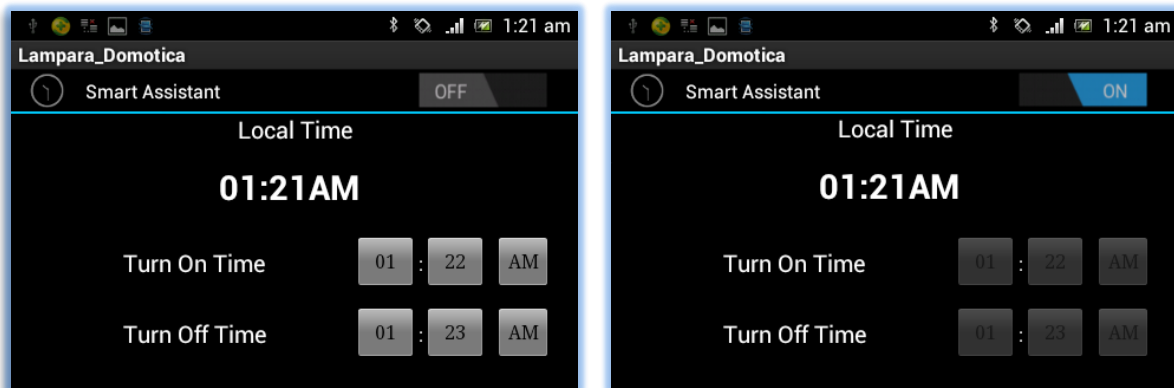 1:21 am
Lampara_Domotica
Smart Assistant OFF
Local Time
01:21AM
Turn On Time 01 : 22 AM
Turn Off Time 01 : 23 AM
1:21 am
Lampara_Domotica
Smart Assistant ON
Local Time
01:21AM
Turn On Time 01 : 22 AM
Turn Off Time 01 : 23 AM